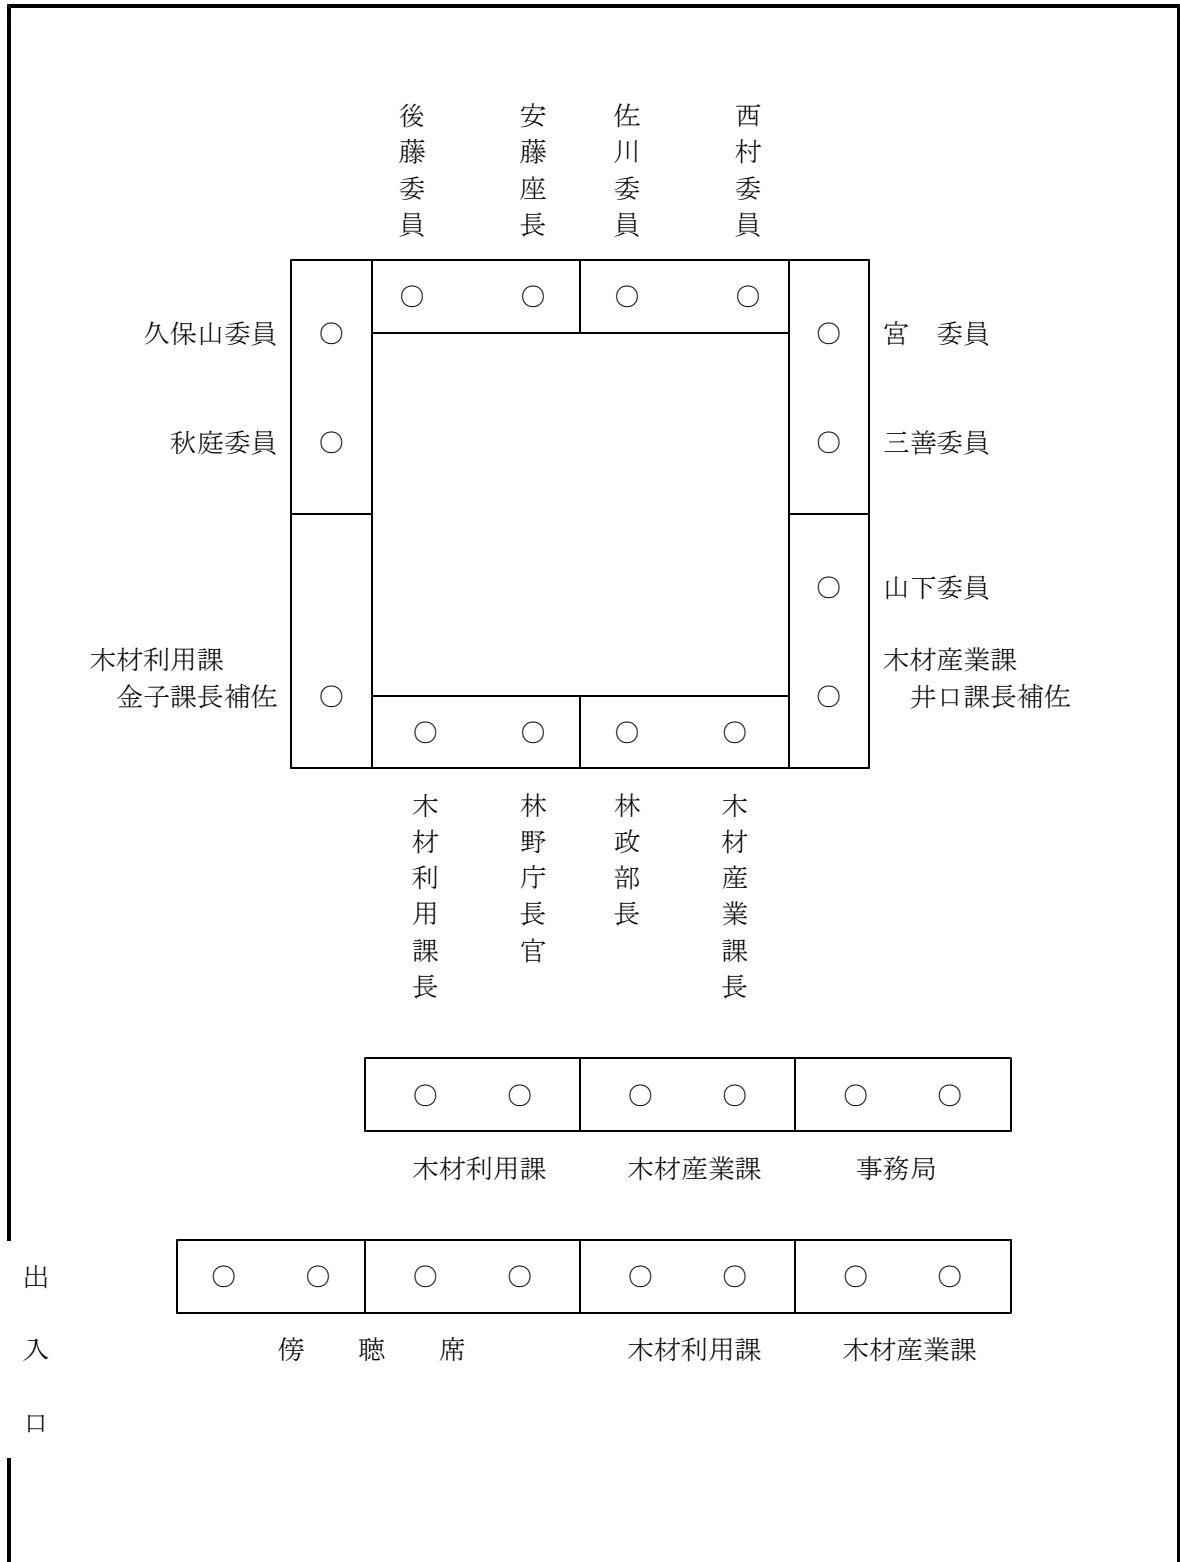 後藤委員
安藤座長
佐川委員
西村委員
久保山委員
宮　委員
秋庭委員
三善委員
山下委員
木材利用課
金子課長補佐
木材産業課
井口課長補佐
木材利用課長
林野庁長官
林政部長
木材産業課長
木材利用課
木材産業課
事務局
出入口
傍　聴　席
木材利用課
木材産業課